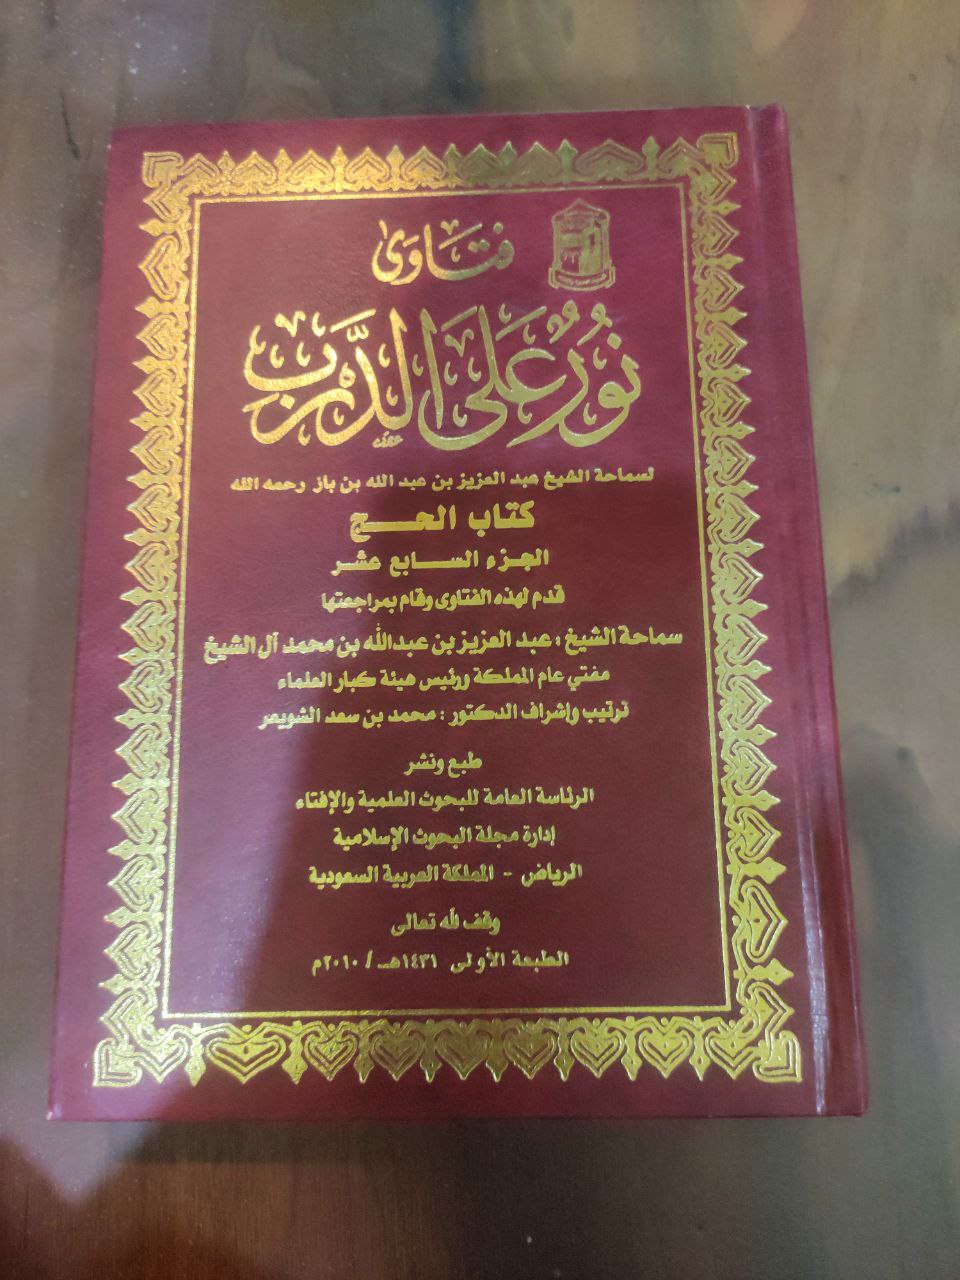 فتاوى
نُورٌ عَلَى الدَّرْبِ
لسماحة الشيخ عبد العزيز بن عبد الله بن باز رحمه الله
كتاب الحج
الجزء السابع عشر
قدم لهذه الفتاوى وقام بمراجعتها
سماحة الشيخ : عبد العزيز بن عبدالله بن محمد آل الشيخ
مفتي عام المملكة ورئيس هيئة كبار العلماء
ترتيب وإشراف الدكتور : محمد بن سعد الشويعر
طبع ونشر
الرئاسة العامة للبحوث العلمية والإفتاء
إدارة مجلة البحوث الإسلامية
الرياض - المملكة العربية السعودية
وقف لله تعالى
الطبعة الأولى ١٤٣١هـ / ٢٠١٠م